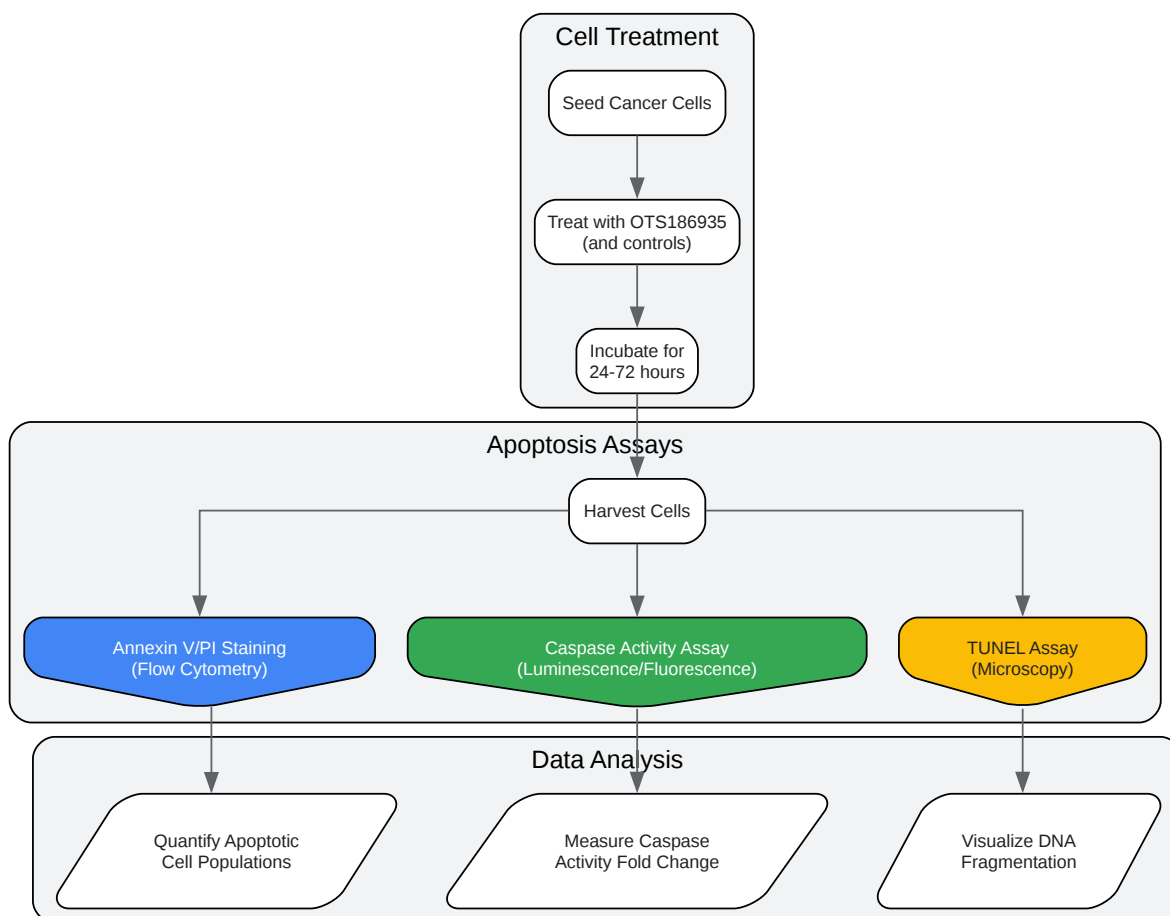 Cell Treatment
Seed Cancer Cells
Treat with OTS186935
(and controls)
Incubate for
24-72 hours
Apoptosis Assays
Harvest Cells
Annexin V/PI Staining
(Flow Cytometry)
Caspase Activity Assay
(Luminescence/Fluorescence)
TUNEL Assay
(Microscopy)
Data Analysis
Quantify Apoptotic
Cell Populations
Measure Caspase
Activity Fold Change
Visualize DNA
Fragmentation